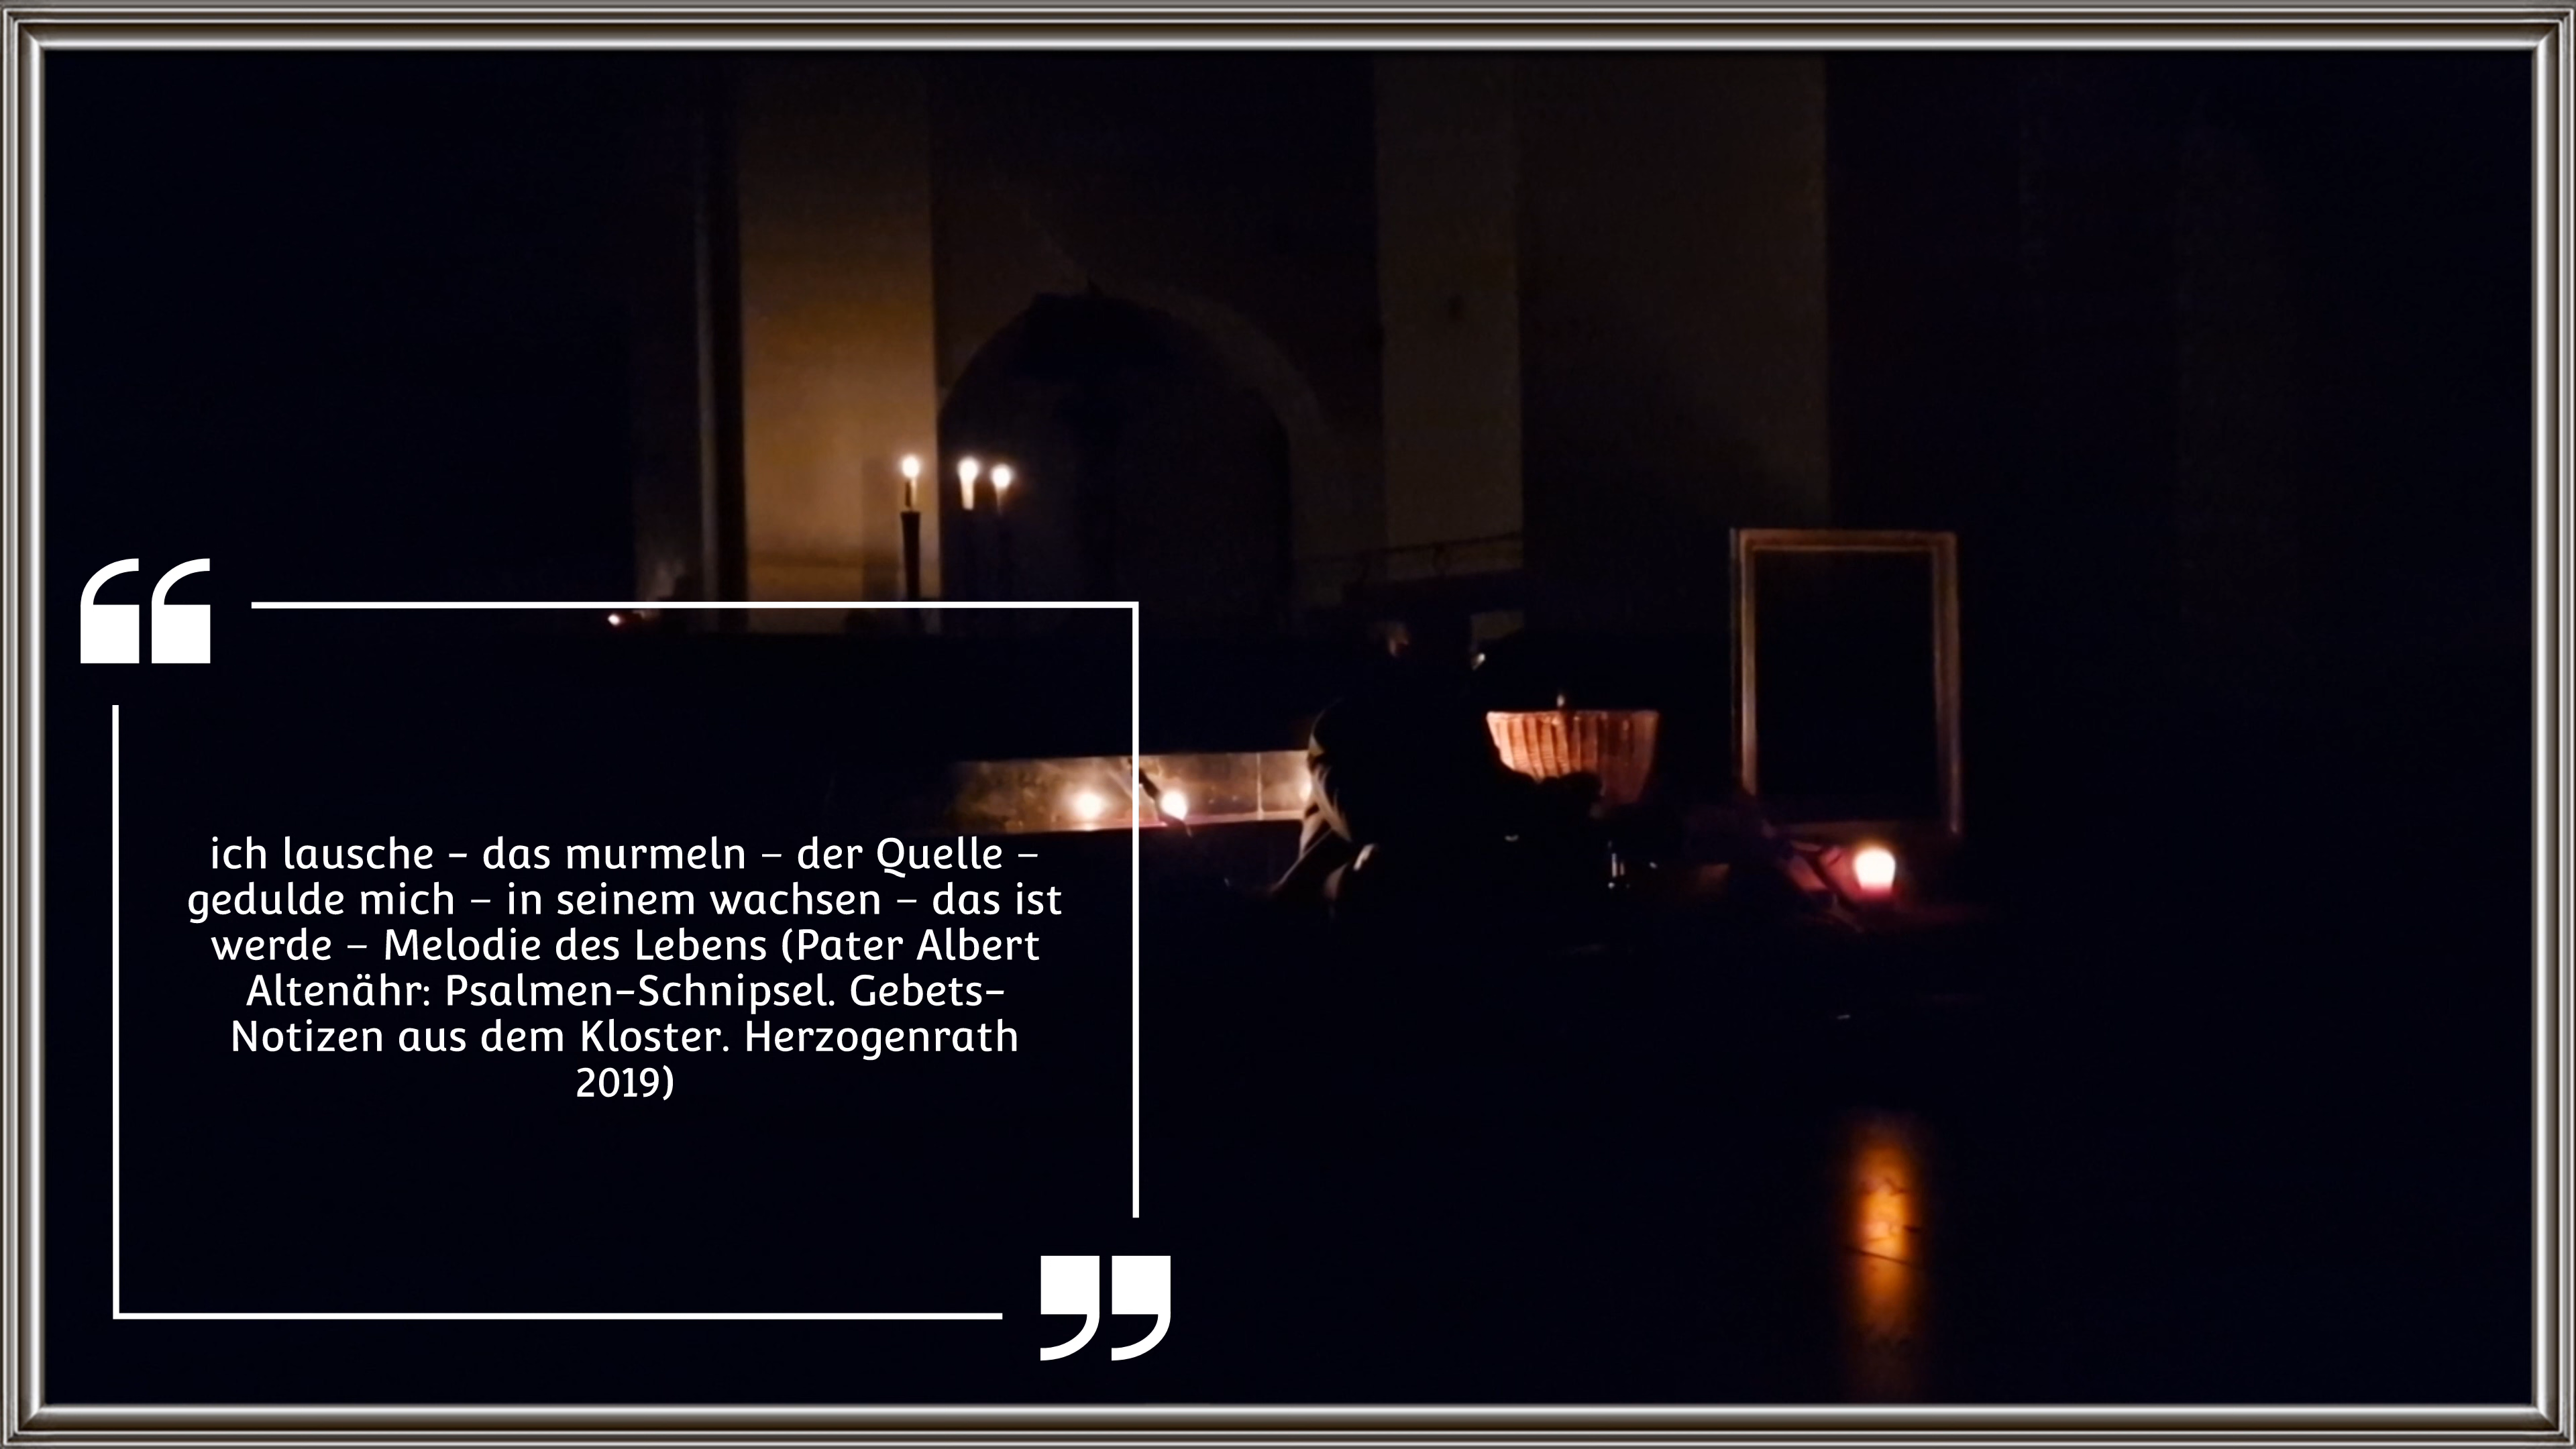 ich lausche - das murmeln – der Quelle –
gedulde mich – in seinem wachsen – das ist
werde – Melodie des Lebens (Pater Albert
Altenähr: Psalmen-Schnipsel. Gebets-
Notizen aus dem Kloster. Herzogenrath
2019)